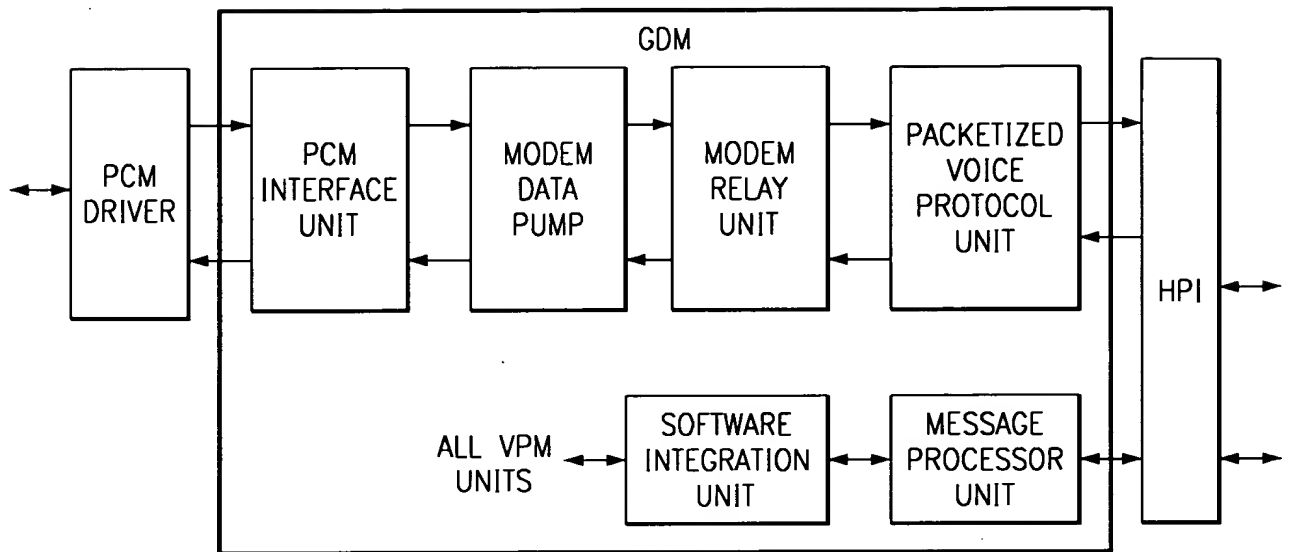 GDM
PCM
DRIVER
PCM
INTERFACE
UNIT
MODEM
DATA
PUMP
MODEM
RELAY
UNIT
PACKETIZED
VOICE
PROTOCOL
UNIT
HPI
ALL VPM
UNITS
SOFTWARE
INTEGRATION
UNIT
MESSAGE
PROCESSOR
UNIT